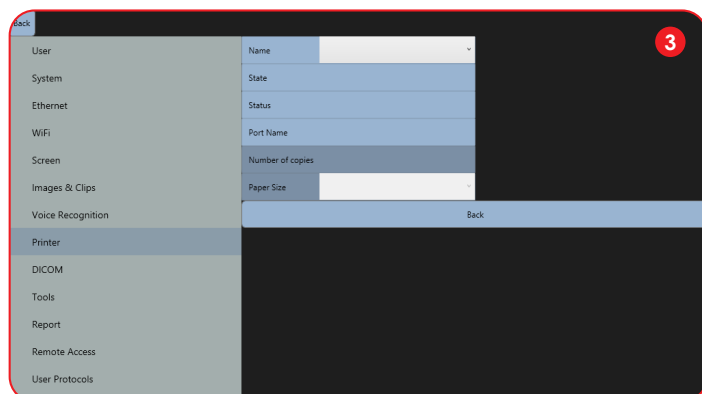 Back
3
User
System
Ethernet
WiFi
Screen
Images & Clips
Voice Recognition
Printer
DICOM
Tools
Report
Remote Access
User Protocols
Name
State
Status
Port Name
Number of copies
Paper Size
Back